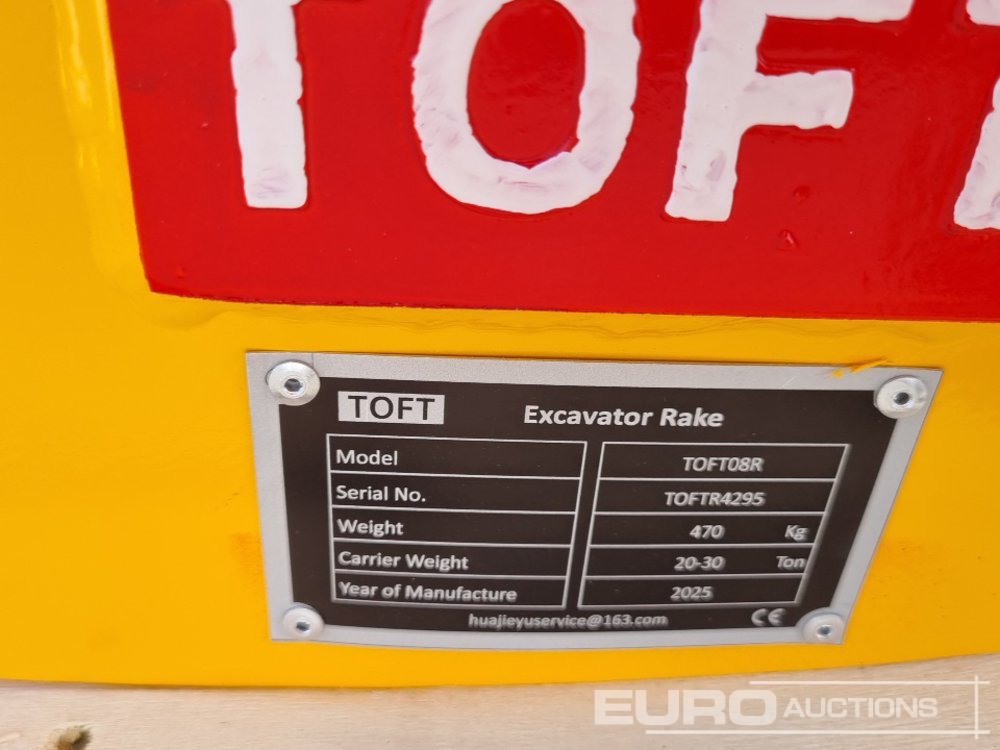 TOFT
TOFT Excavator Rake
Model TOFT08R
Serial No. TOFTR4295
Weight 470 Kg
Carrier Weight 20-30 Ton
Year of Manufacture 2025
huajieyuservice@163.com CE
EURO AUCTIONS